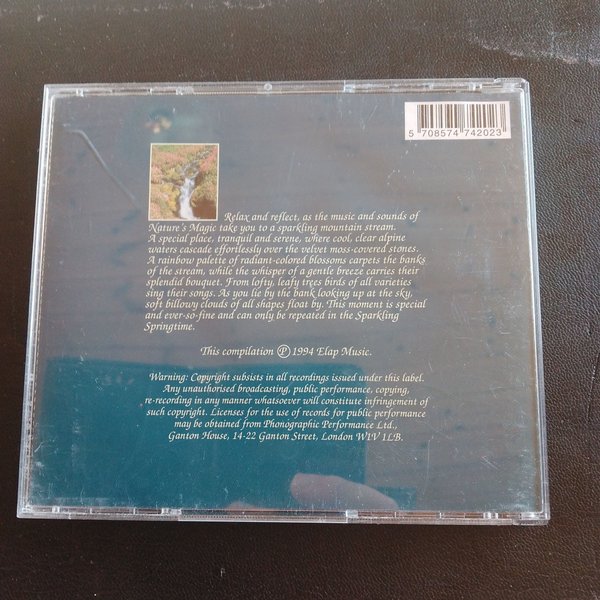 5 708574 742023
Relax and reflect, as the music and sounds of
Nature's Magic take you to a sparkling mountain stream.
A special place, tranquil and serene, where cool, clear alpine
waters cascade effortlessly over the velvet moss-covered stones.
A rainbow palette of radiant-colored blossoms carpets the banks
of the stream, while the whisper of a gentle breeze carries their
splendid bouquet. From lofty, leafy trees birds of all varieties
sing their songs. As you lie by the bank looking up at the sky,
soft billowy clouds of all shapes float by. This moment is special
and ever-so-fine and can only be repeated in the Sparkling
Springtime.
This compilation Ⓟ 1994 Elap Music.
Warning: Copyright subsists in all recordings issued under this label.
Any unauthorised broadcasting, public performance, copying,
re-recording in any manner whatsoever will constitute infringement of
such copyright. Licenses for the use of records for public performance
may be obtained from Phonographic Performance Ltd.,
Ganton House, 14-22 Ganton Street, London W1V 1LB.